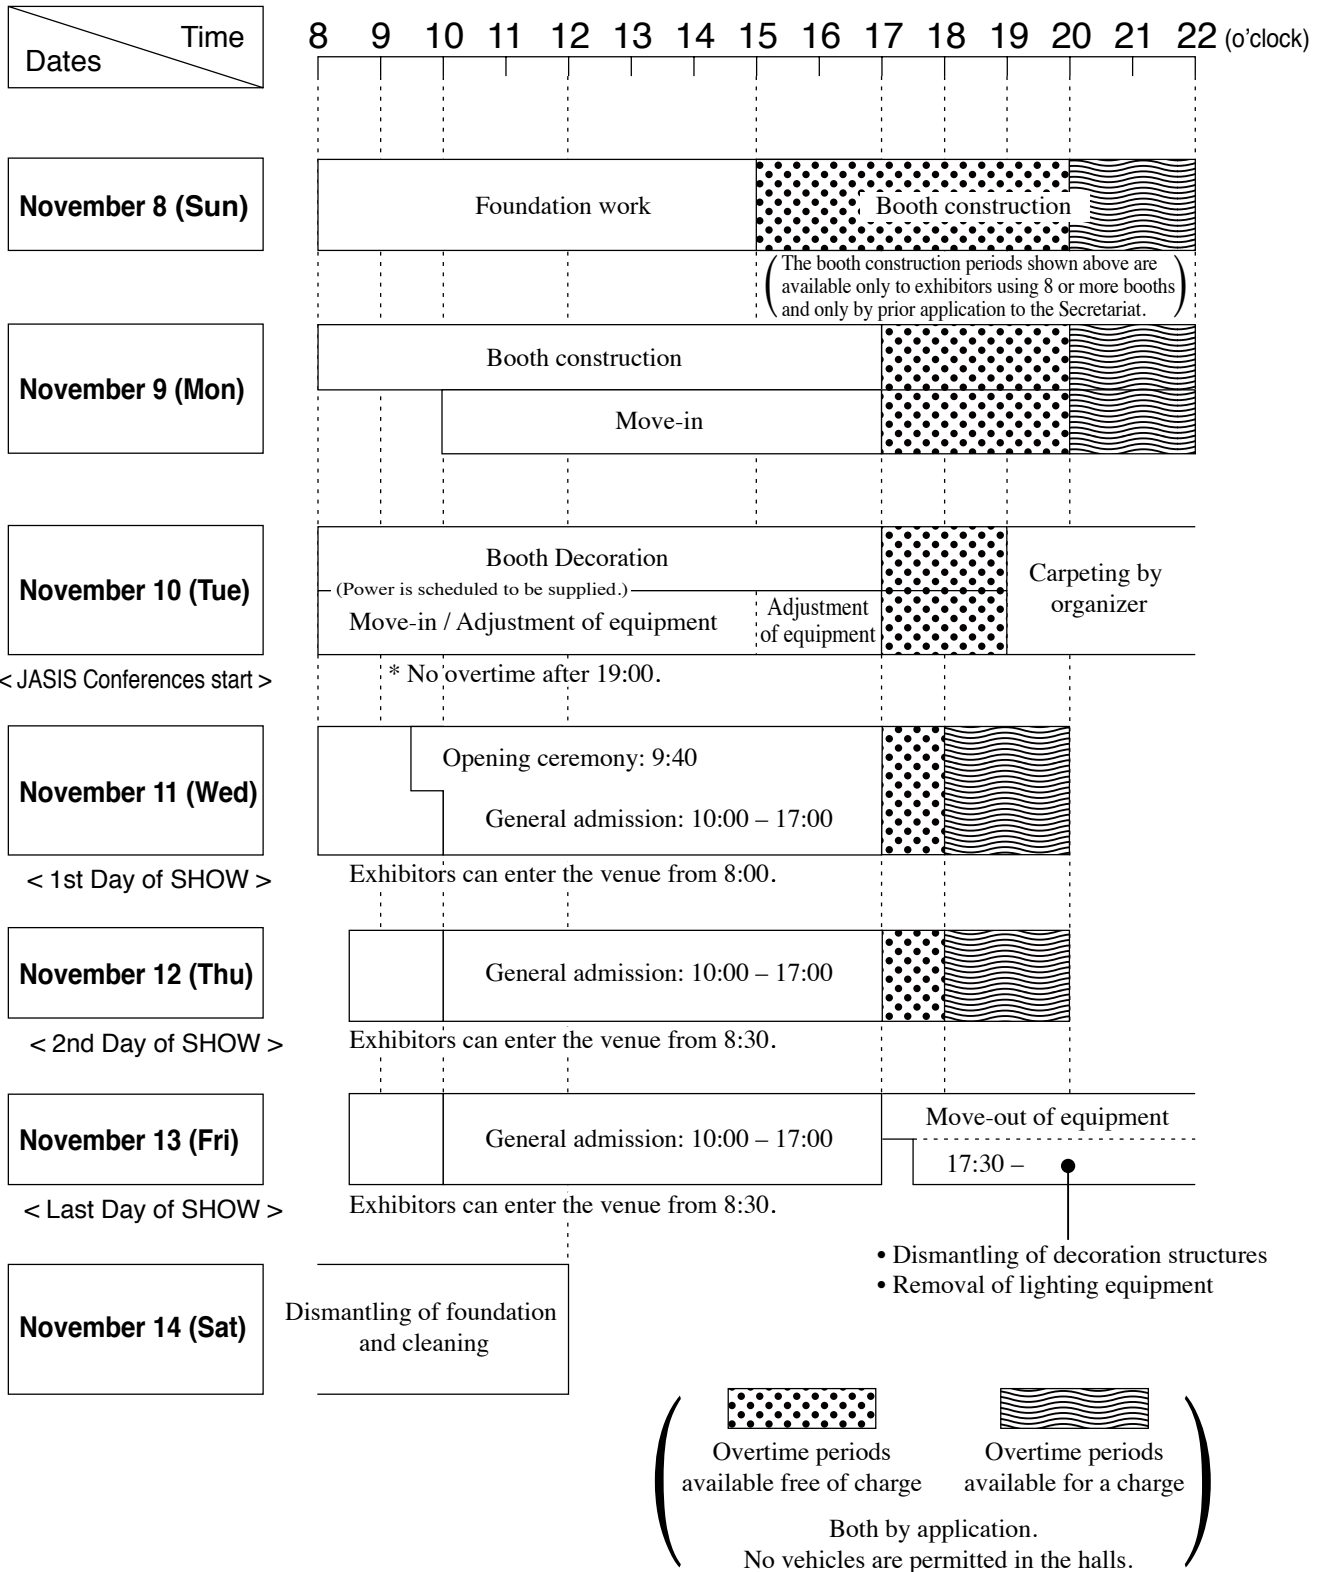 Time
Dates
8 9 10 11 12 13 14 15 16 17 18 19 20 21 22 (o'clock)
November 8 (Sun)
Foundation work
Booth construction
(The booth construction periods shown above are
available only to exhibitors using 8 or more booths
and only by prior application to the Secretariat.)
November 9 (Mon)
Booth construction
Move-in
November 10 (Tue)
Booth Decoration
(Power is scheduled to be supplied.)
Move-in / Adjustment of equipment
Adjustment
of equipment
Carpeting by
organizer
< JASIS Conferences start >
* No overtime after 19:00.
November 11 (Wed)
Opening ceremony: 9:40
General admission: 10:00 – 17:00
< 1st Day of SHOW >
Exhibitors can enter the venue from 8:00.
November 12 (Thu)
General admission: 10:00 – 17:00
< 2nd Day of SHOW >
Exhibitors can enter the venue from 8:30.
November 13 (Fri)
General admission: 10:00 – 17:00
Move-out of equipment
17:30 –
< Last Day of SHOW >
Exhibitors can enter the venue from 8:30.
• Dismantling of decoration structures
• Removal of lighting equipment
November 14 (Sat)
Dismantling of foundation
and cleaning
Overtime periods
available free of charge
Overtime periods
available for a charge
Both by application.
No vehicles are permitted in the halls.